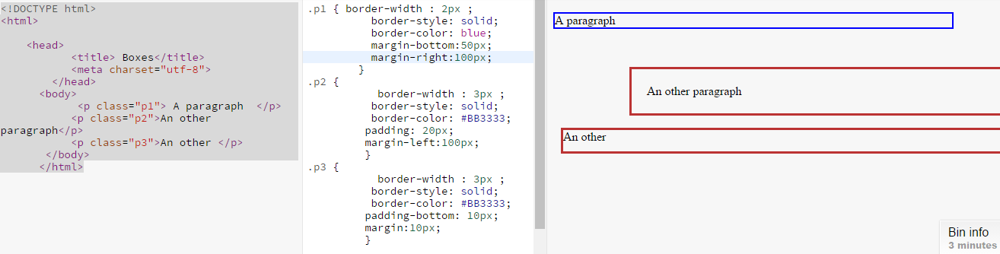 <!DOCTYPE html>
<html>
<head>
<title> Boxes</title>
<meta charset="utf-8">
</head>
<body>
<p class="p1"> A paragraph  </p>
<p class="p2">An other
paragraph</p>
<p class="p3">An other </p>
</body>
</html>
.p1 { border-width : 2px ;
border-style: solid;
border-color: blue;
margin-bottom:50px;
margin-right:100px;
}
.p2 {
border-width : 3px ;
border-style: solid;
border-color: #BB3333;
padding: 20px;
margin-left:100px;
}
.p3 {
border-width : 3px ;
border-style: solid;
border-color: #BB3333;
padding-bottom: 10px;
margin:10px;
}
A paragraph
An other paragraph
An other
Bin info
3 minutes